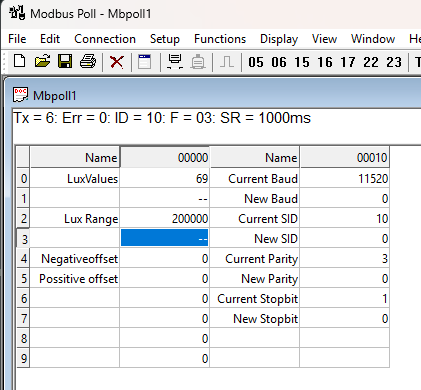 Modbus Poll - Mbpoll1
File Edit Connection Setup Functions Display View Window He
05 06 15 16 17 22 23 T
Mbpoll1
Tx = 6: Err = 0: ID = 10: F = 03: SR = 1000ms
Name 00000 Name 00010
0 LuxValues 69 Current Baud 11520
1 -- New Baud 0
2 Lux Range 200000 Current SID 10
3 -- New SID 0
4 Negativeoffset 0 Current Parity 3
5 Possitive offset 0 New Parity 0
6 0 Current Stopbit 1
7 0 New Stopbit 0
8 0
9 0